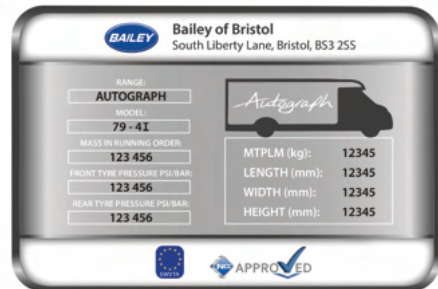 BAILEY
Bailey of Bristol
South Liberty Lane, Bristol, BS3 2SS
RANGE:
AUTOGRAPH
MODEL:
79 - 4I
MASS IN RUNNING ORDER:
123 456
FRONT TYRE PRESSURE PSI/BAR:
123 456
REAR TYRE PRESSURE PSI/BAR:
123 456
Autograph
MTPLM (kg): 12345
LENGTH (mm): 12345
WIDTH (mm): 12345
HEIGHT (mm): 12345
EWVTA
NCC APPROVED